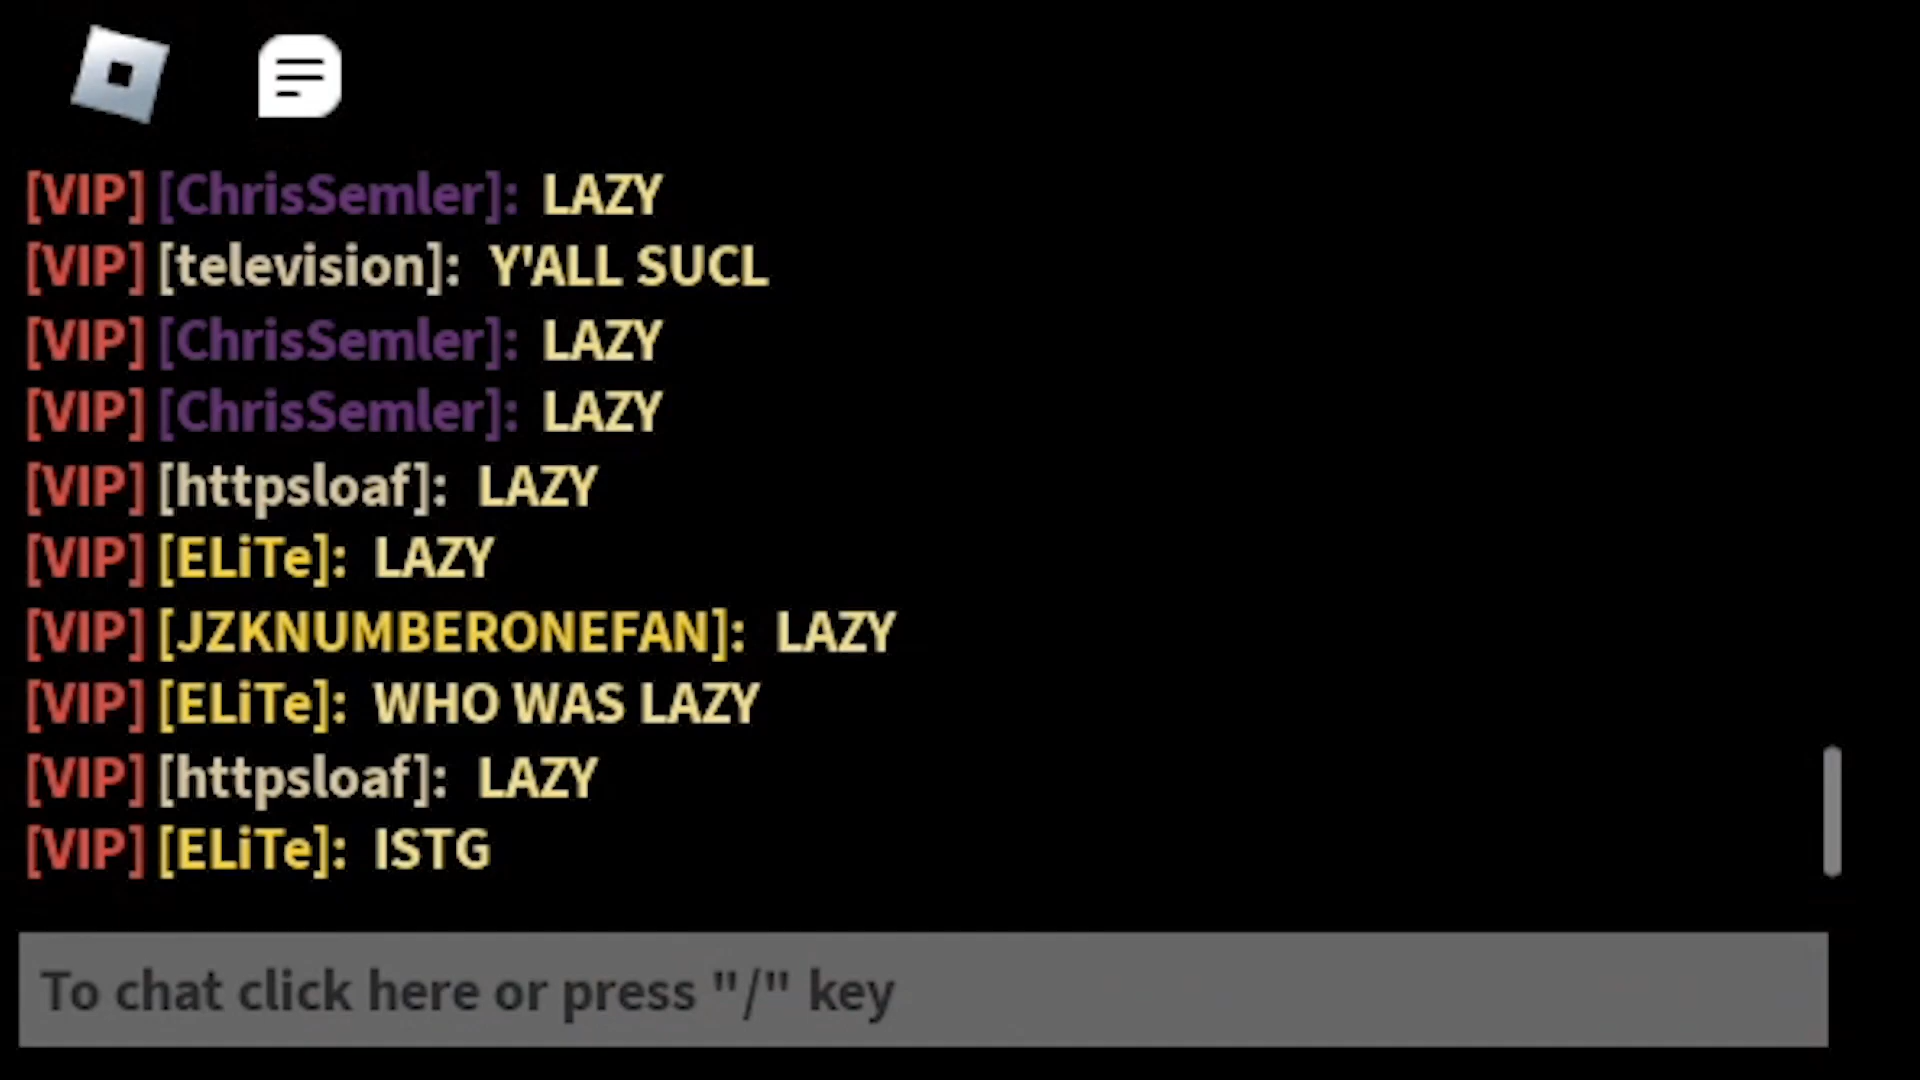 [VIP] [ChrisSemler]: LAZY
[VIP] [television]: Y'ALL SUCL
[VIP] [ChrisSemler]: LAZY
[VIP] [ChrisSemler]: LAZY
[VIP] [httpsloaf]: LAZY
[VIP] [ELiTe]: LAZY
[VIP] [JZKNUMBERONEFAN]: LAZY
[VIP] [ELiTe]: WHO WAS LAZY
[VIP] [httpsloaf]: LAZY
[VIP] [ELiTe]: ISTG
To chat click here or press "/" key